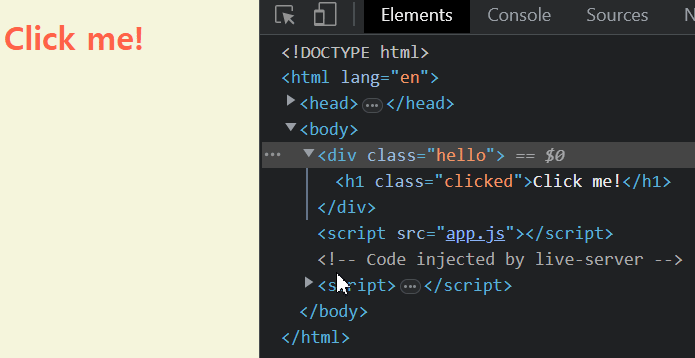 Click me!
Elements Console Sources
<!DOCTYPE html>
<html lang="en">
<head> ••• </head>
<body>
••• <div class="hello"> == $0
<h1 class="clicked">Click me!</h1>
</div>
<script src="app.js"></script>
<!-- Code injected by live-server -->
<script> ••• </script>
</body>
</html>